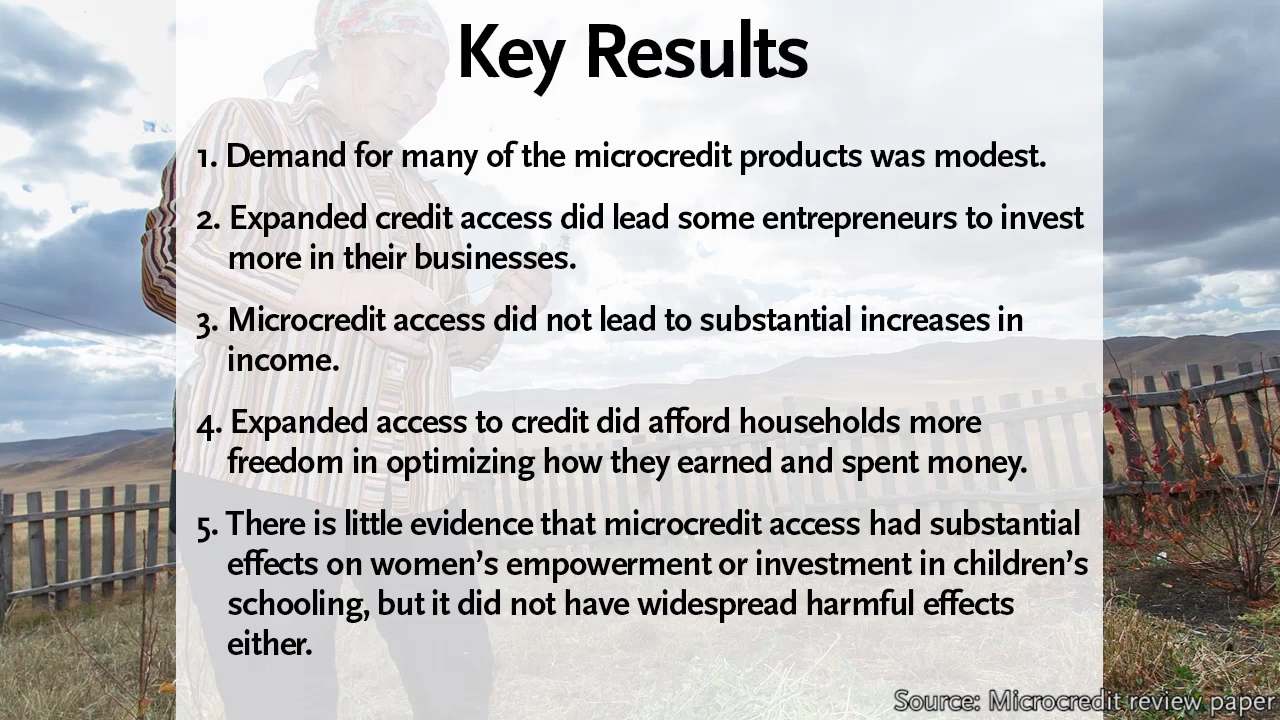 Key Results
1. Demand for many of the microcredit products was modest.
2. Expanded credit access did lead some entrepreneurs to invest
more in their businesses.
3. Microcredit access did not lead to substantial increases in
income.
4. Expanded access to credit did afford households more
freedom in optimizing how they earned and spent money.
5. There is little evidence that microcredit access had substantial
effects on women’s empowerment or investment in children’s
schooling, but it did not have widespread harmful effects
either.
Source: Microcredit review paper